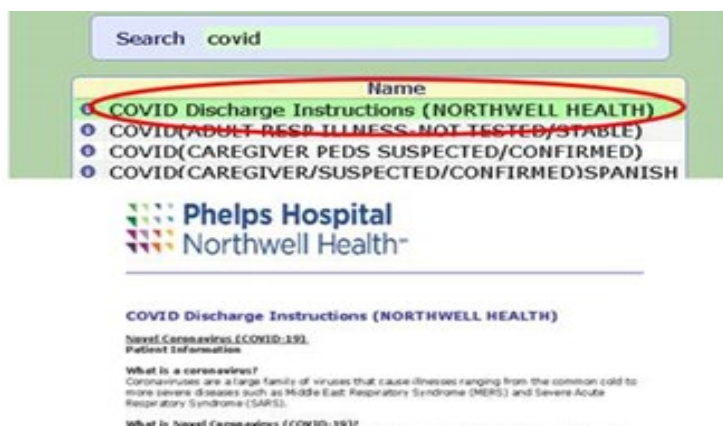 Search covid
Name
COVID Discharge Instructions (NORTHWELL HEALTH)
COVID(ADULT RESP ILLNESS-NOT TESTED/STABLE)
COVID(CAREGIVER PEDS SUSPECTED/CONFIRMED)
COVID(CAREGIVER/SUSPECTED/CONFIRMED)SPANISH
Phelps Hospital
Northwell Health
COVID Discharge Instructions (NORTHWELL HEALTH)
Novel Coronavirus (COVID-19)
Patient Information
What is a coronavirus?
Coronaviruses are a large family of viruses that cause illnesses ranging from the common cold to
more severe diseases such as Middle East Respiratory Syndrome (MERS) and Severe Acute
Respiratory Syndrome (SARS).
What is Novel Coronavirus (COVID-19)?